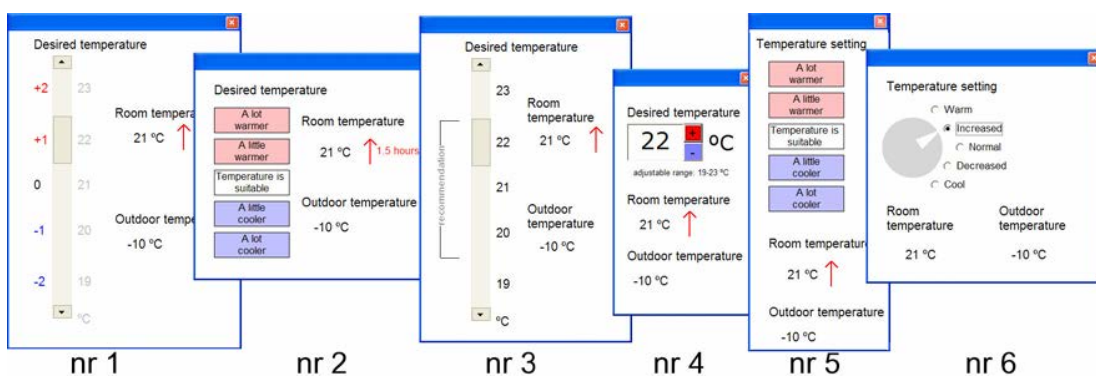 Desired temperature
+2
23
Room tempera
21 ºC
+1
22
0
21
Outdoor tempe
-1
20
-10 ºC
-2
19
ºC
nr 1
Desired temperature
A lot
warmer
Room temperature
A little
warmer
21 ºC
1.5 hours
Temperature is
suitable
A little
cooler
Outdoor temperature
-10 ºC
A lot
cooler
nr 2
Desired temperature
23
Room
temperature
22
21 ºC
recommendation
21
Outdoor
temperature
20
-10 ºC
19
ºC
nr 3
Desired temperature
22
+
-
ºC
adjustable range: 19-23 ºC
Room temperature
21 ºC
Outdoor temperature
-10 ºC
nr 4
Temperature setting
A lot
warmer
A little
warmer
Temperature is
suitable
A little
cooler
A lot
cooler
Room temperature
21 ºC
Outdoor temperature
-10 ºC
nr 5
Temperature setting
Warm
Increased
Normal
Decreased
Cool
Room
temperature
Outdoor
temperature
21 ºC
-10 ºC
nr 6